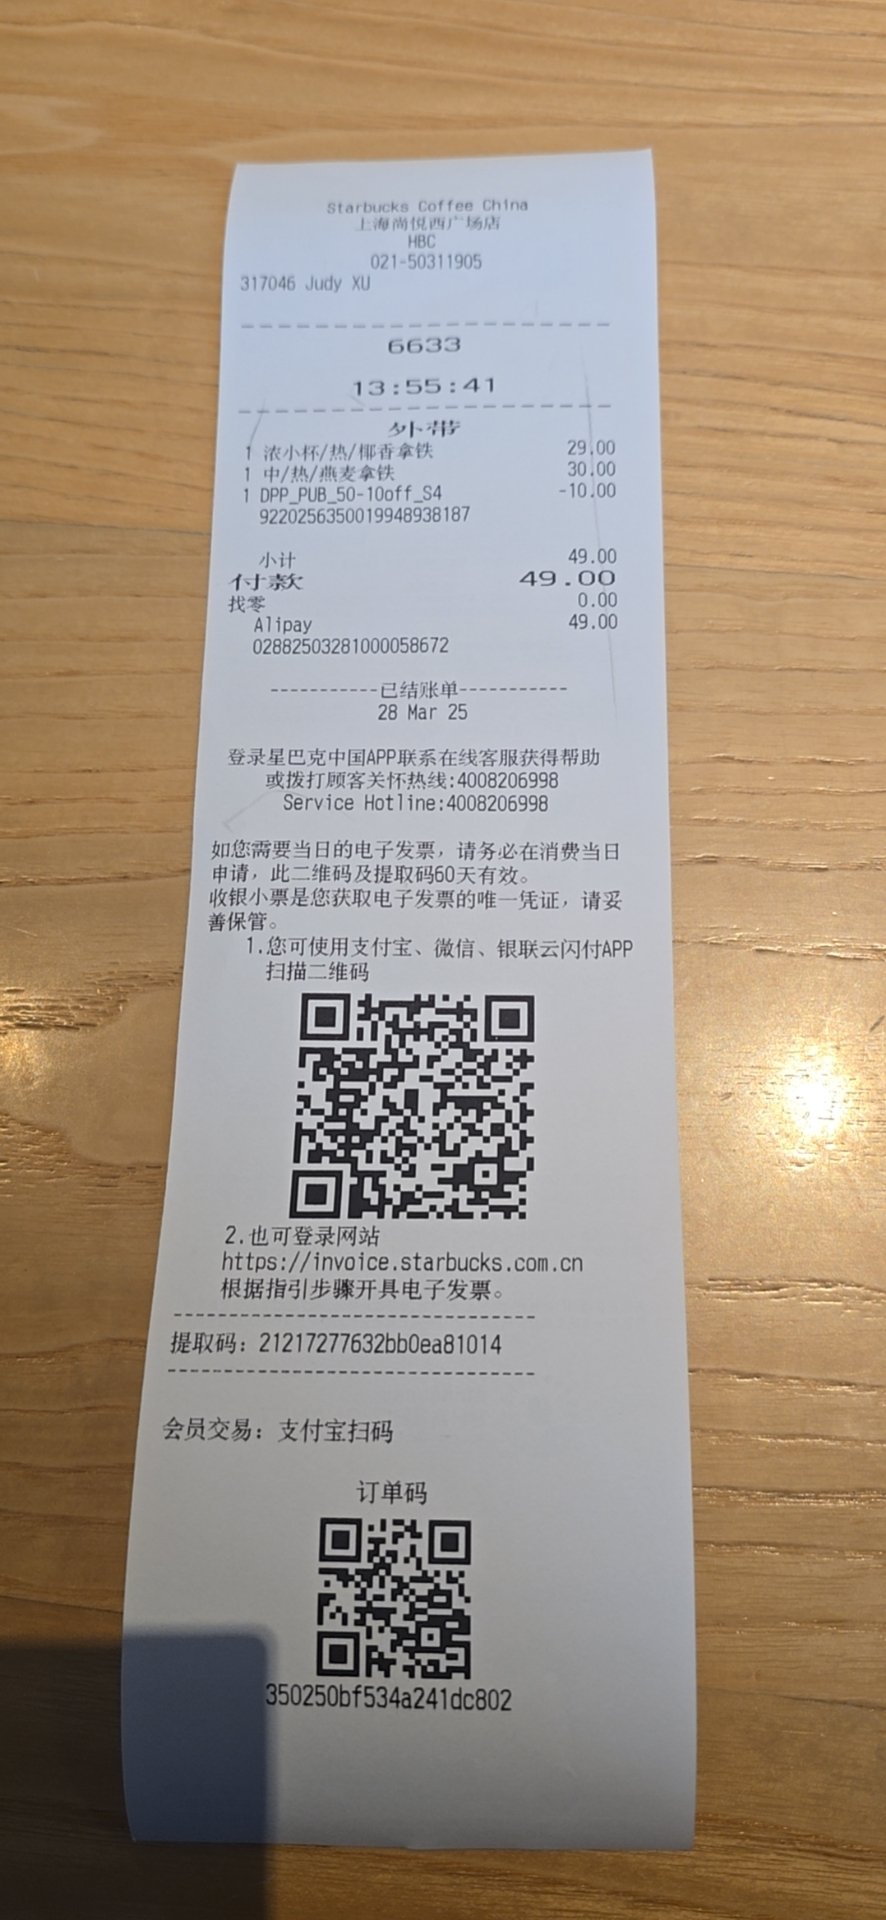 Starbucks Coffee China
上海尚悦西广场店
HBC
021-50311905
317046 Judy XU
6633
13:55:41
外带
1 浓小杯/热/椰香拿铁 29.00
1 中/热/燕麦拿铁 30.00
1 DPP_PUB_50-10off_S4 -10.00
9220256350019948938187
小计 49.00
付款 49.00
找零 0.00
Alipay 49.00
02882503281000058672
-----------已结账单-----------
28 Mar 25
登录星巴克中国APP联系在线客服获得帮助
或拨打顾客关怀热线:4008206998
Service Hotline:4008206998
如您需要当日的电子发票，请务必在消费当日
申请，此二维码及提取码60天有效。
收银小票是您获取电子发票的唯一凭证，请妥
善保管。
1.您可使用支付宝、微信、银联云闪付APP
扫描二维码
2.也可登录网站
https://invoice.starbucks.com.cn
根据指引步骤开具电子发票。
提取码：21217277632bb0ea81014
会员交易：支付宝扫码
订单码
350250bf534a241dc802